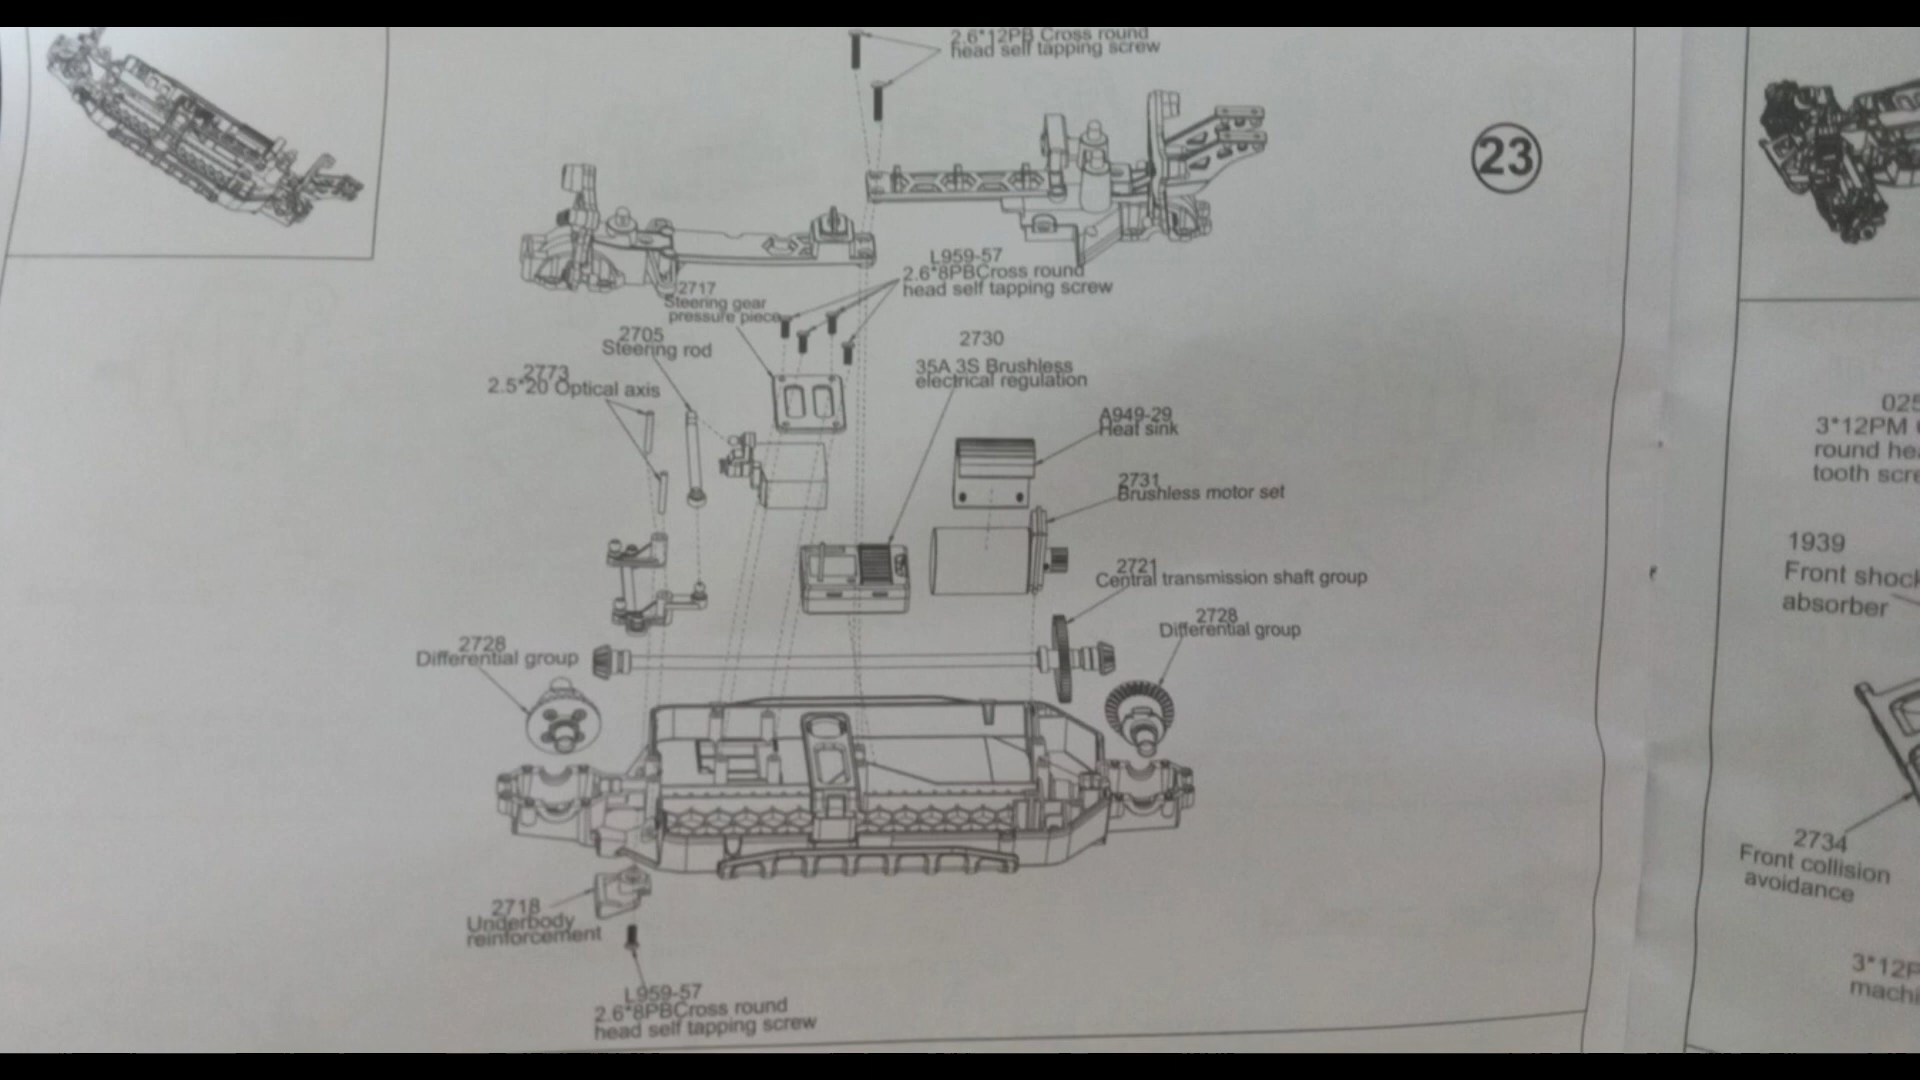 2.6*12PB Cross round
head self tapping screw
23
L959-57
2.6*8PBCross round
head self tapping screw
2717
Steering gear
pressure piece
2705
Steering rod
2773
2.5*20 Optical axis
2730
35A 3S Brushless
electrical regulation
A949-29
Heat sink
2731
Brushless motor set
2721
Central transmission shaft group
2728
Differential group
2728
Differential group
2718
Underbody
reinforcement
L959-57
2.6*8PBCross round
head self tapping screw
025
3*12PM
round hea
tooth scre
1939
Front shock
absorber
2734
Front collision
avoidance
3*12P
machi